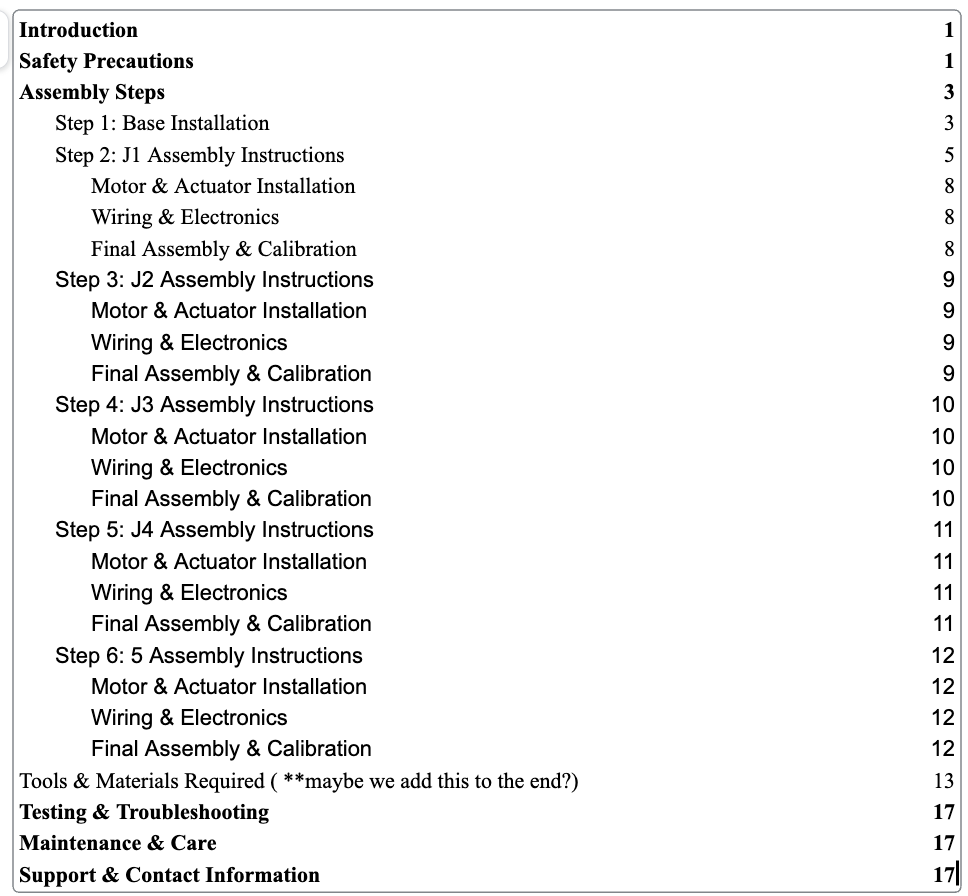 Introduction 1
Safety Precautions 1
Assembly Steps 3
Step 1: Base Installation 3
Step 2: J1 Assembly Instructions 5
Motor & Actuator Installation 8
Wiring & Electronics 8
Final Assembly & Calibration 8
Step 3: J2 Assembly Instructions 9
Motor & Actuator Installation 9
Wiring & Electronics 9
Final Assembly & Calibration 9
Step 4: J3 Assembly Instructions 10
Motor & Actuator Installation 10
Wiring & Electronics 10
Final Assembly & Calibration 10
Step 5: J4 Assembly Instructions 11
Motor & Actuator Installation 11
Wiring & Electronics 11
Final Assembly & Calibration 11
Step 6: 5 Assembly Instructions 12
Motor & Actuator Installation 12
Wiring & Electronics 12
Final Assembly & Calibration 12
Tools & Materials Required ( **maybe we add this to the end?) 13
Testing & Troubleshooting 17
Maintenance & Care 17
Support & Contact Information 17